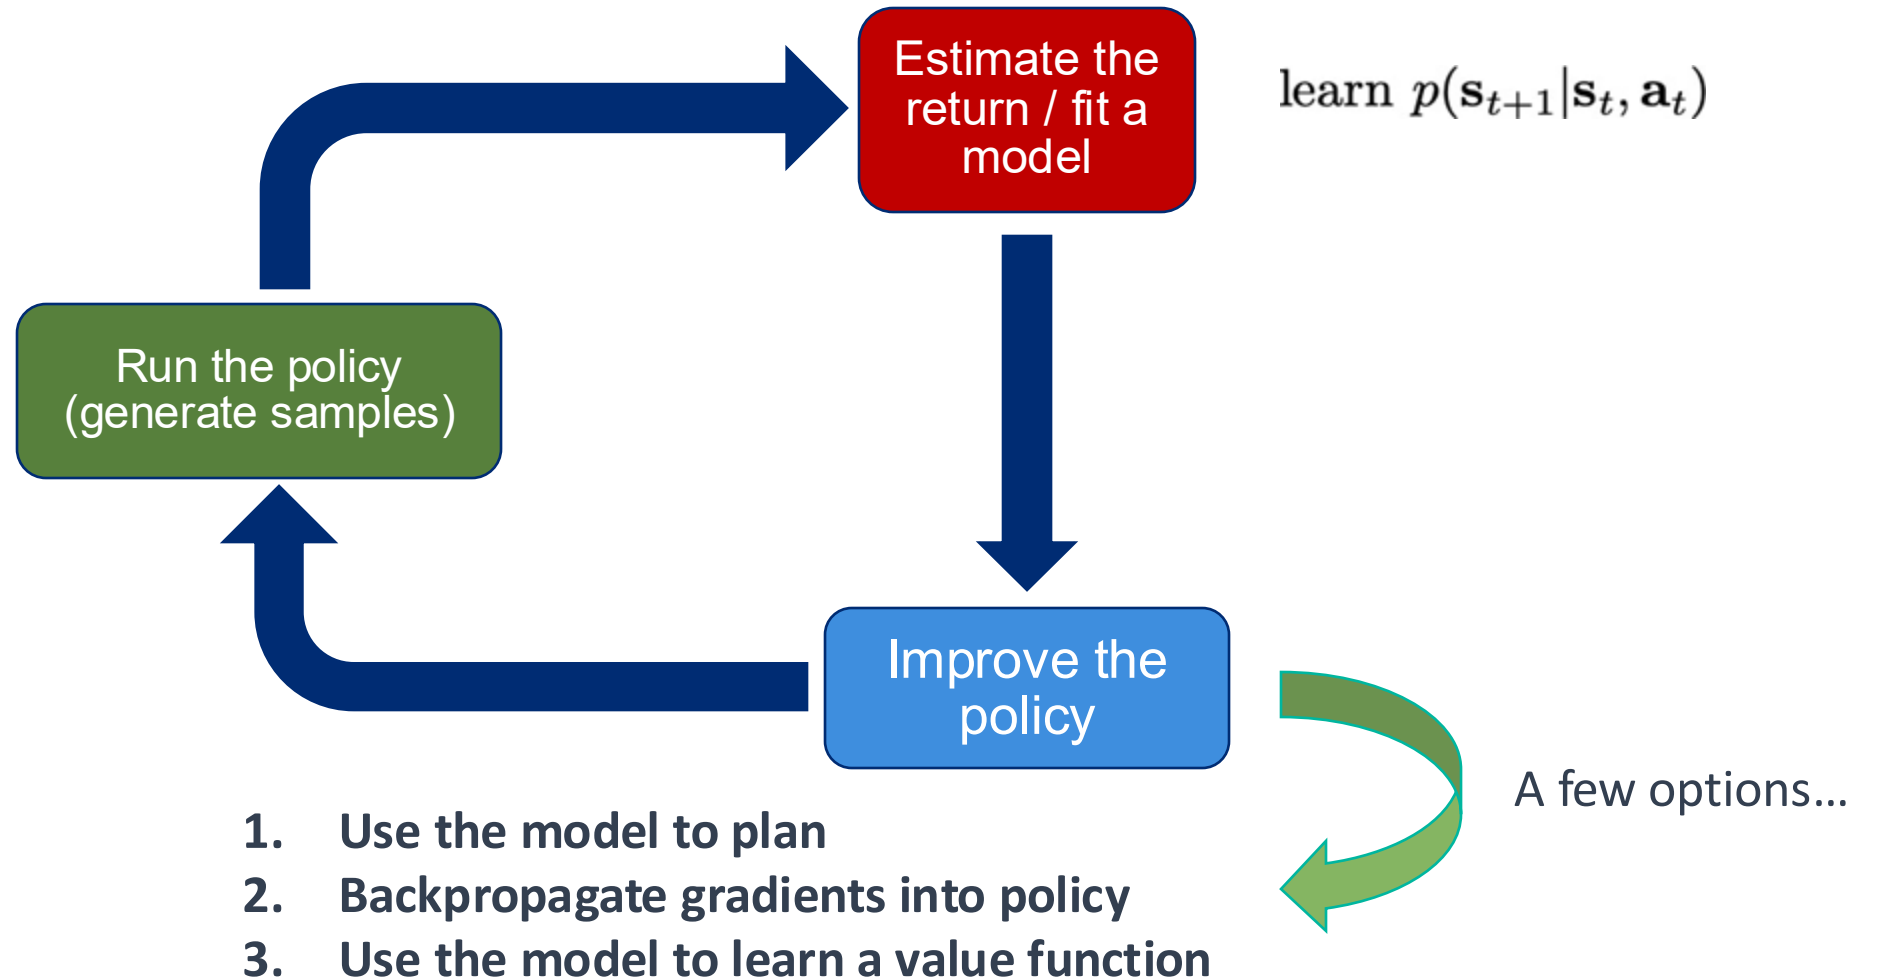 Estimate the
return / fit a
model
learn p(s_{t+1}|s_t, a_t)
Run the policy
(generate samples)
Improve the
policy
A few options...
1. Use the model to plan
2. Backpropagate gradients into policy
3. Use the model to learn a value function